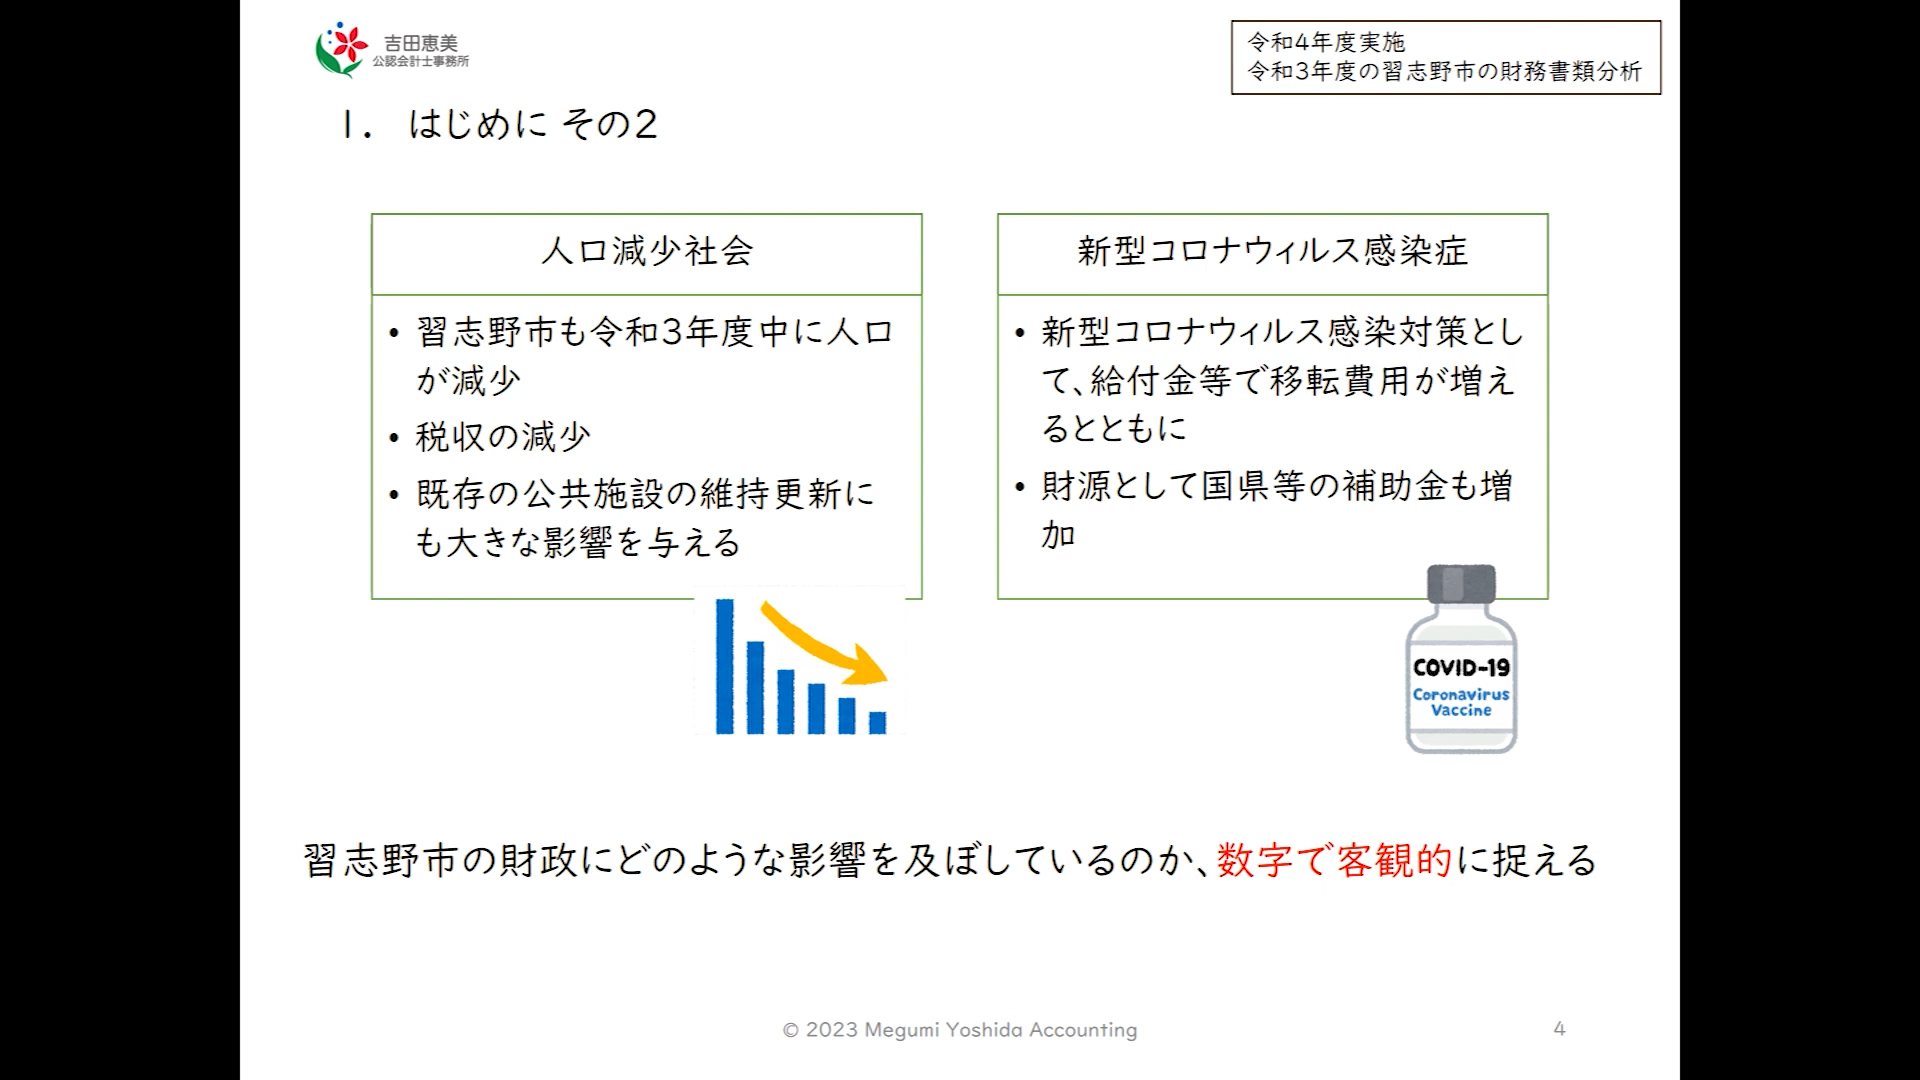 吉田恵美
公認会計士事務所
令和4年度実施
令和3年度の習志野市の財務書類分析
1. はじめに その2
人口減少社会
• 習志野市も令和3年度中に人口
が減少
• 税収の減少
• 既存の公共施設の維持更新に
も大きな影響を与える
新型コロナウィルス感染症
• 新型コロナウィルス感染対策とし
て、給付金等で移転費用が増え
るとともに
• 財源として国県等の補助金も増
加
COVID-19
Coronavirus
Vaccine
習志野市の財政にどのような影響を及ぼしているのか、数字で客観的に捉える
© 2023 Megumi Yoshida Accounting
4